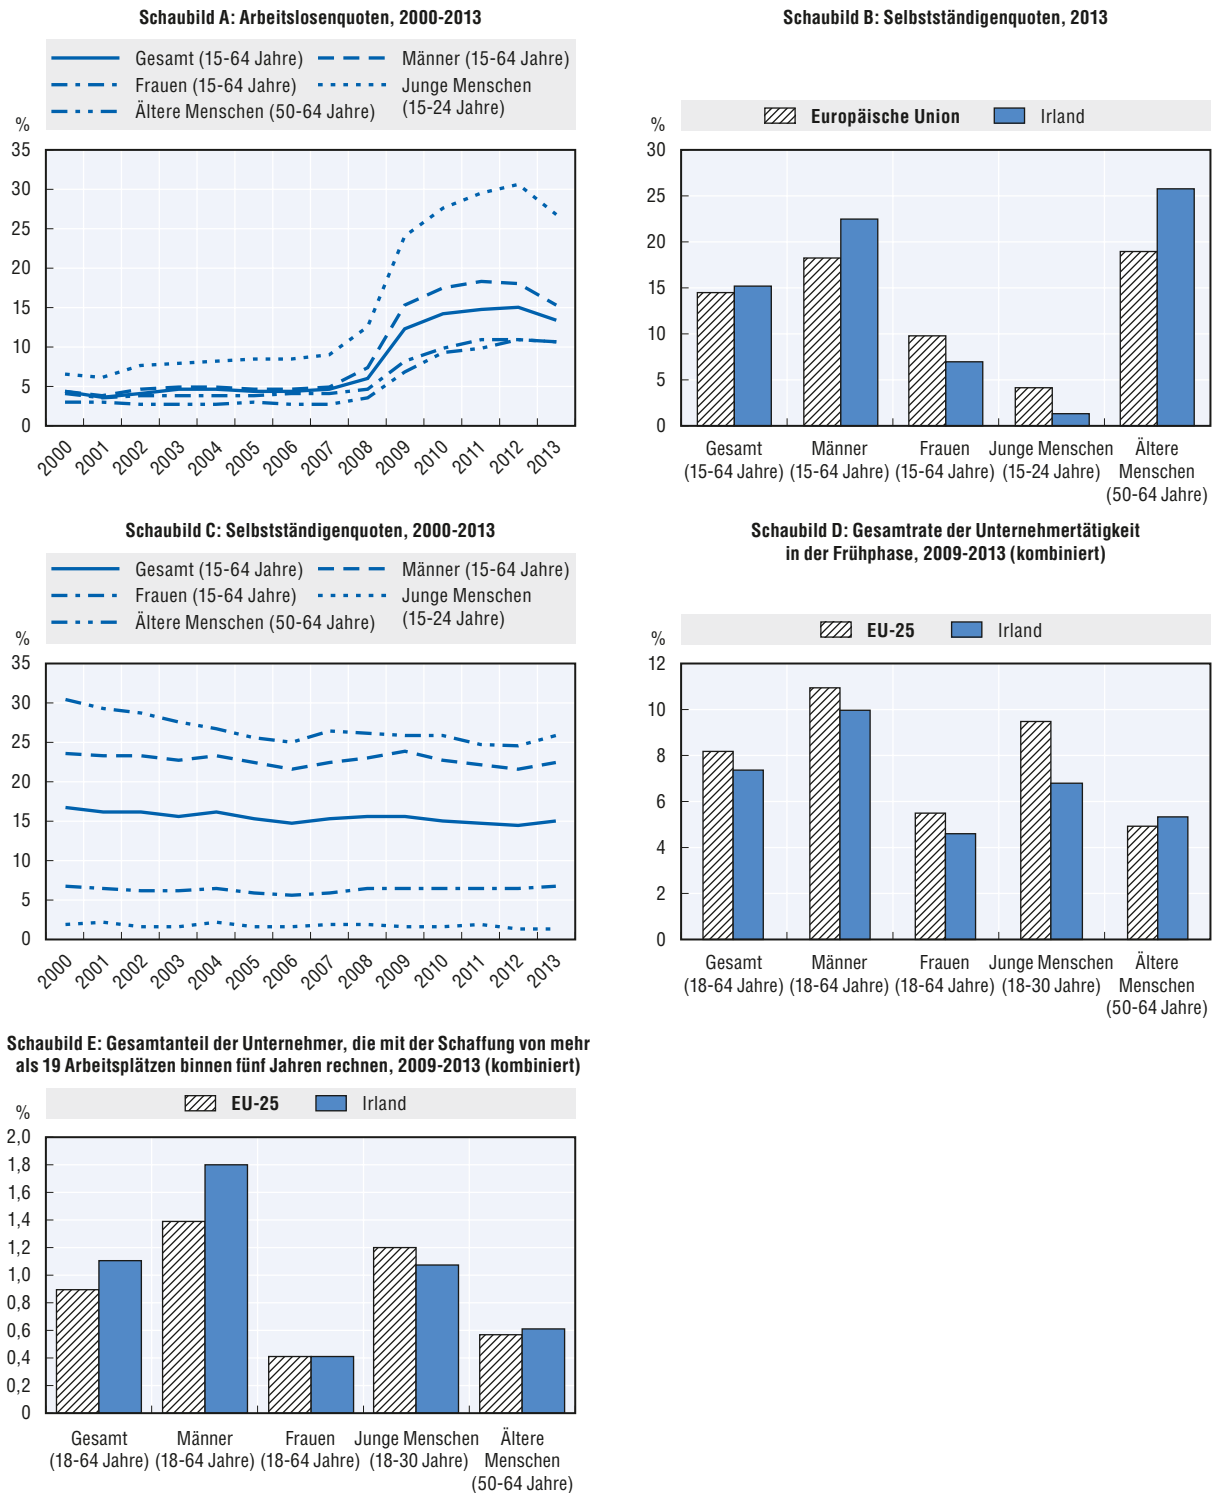 Schaubild A: Arbeitslosenquoten, 2000-2013
Gesamt (15-64 Jahre)
Männer (15-64 Jahre)
Frauen (15-64 Jahre)
Junge Menschen
(15-24 Jahre)
Ältere Menschen (50-64 Jahre)
%
35
30
25
20
15
10
5
0
2000
2001
2002
2003
2004
2005
2006
2007
2008
2009
2010
2011
2012
2013
Schaubild B: Selbstständigenquoten, 2013
Europäische Union
Irland
%
30
25
20
15
10
5
0
Gesamt
(15-64 Jahre)
Männer
(15-64 Jahre)
Frauen
(15-64 Jahre)
Junge Menschen
(15-24 Jahre)
Ältere
Menschen
(50-64 Jahre)
Schaubild C: Selbstständigenquoten, 2000-2013
Gesamt (15-64 Jahre)
Männer (15-64 Jahre)
Frauen (15-64 Jahre)
Junge Menschen
(15-24 Jahre)
Ältere Menschen (50-64 Jahre)
%
35
30
25
20
15
10
5
0
2000
2001
2002
2003
2004
2005
2006
2007
2008
2009
2010
2011
2012
2013
Schaubild D: Gesamtrate der Unternehmertätigkeit
in der Frühphase, 2009-2013 (kombiniert)
EU-25
Irland
%
12
10
8
6
4
2
0
Gesamt
(18-64 Jahre)
Männer
(18-64 Jahre)
Frauen
(18-64 Jahre)
Junge Menschen
(18-30 Jahre)
Ältere
Menschen
(50-64 Jahre)
Schaubild E: Gesamtanteil der Unternehmer, die mit der Schaffung von mehr
als 19 Arbeitsplätzen binnen fünf Jahren rechnen, 2009-2013 (kombiniert)
EU-25
Irland
%
2,0
1,8
1,6
1,4
1,2
1,0
0,8
0,6
0,4
0,2
0
Gesamt
(18-64 Jahre)
Männer
(18-64 Jahre)
Frauen
(18-64 Jahre)
Junge Menschen
(18-30 Jahre)
Ältere
Menschen
(50-64 Jahre)